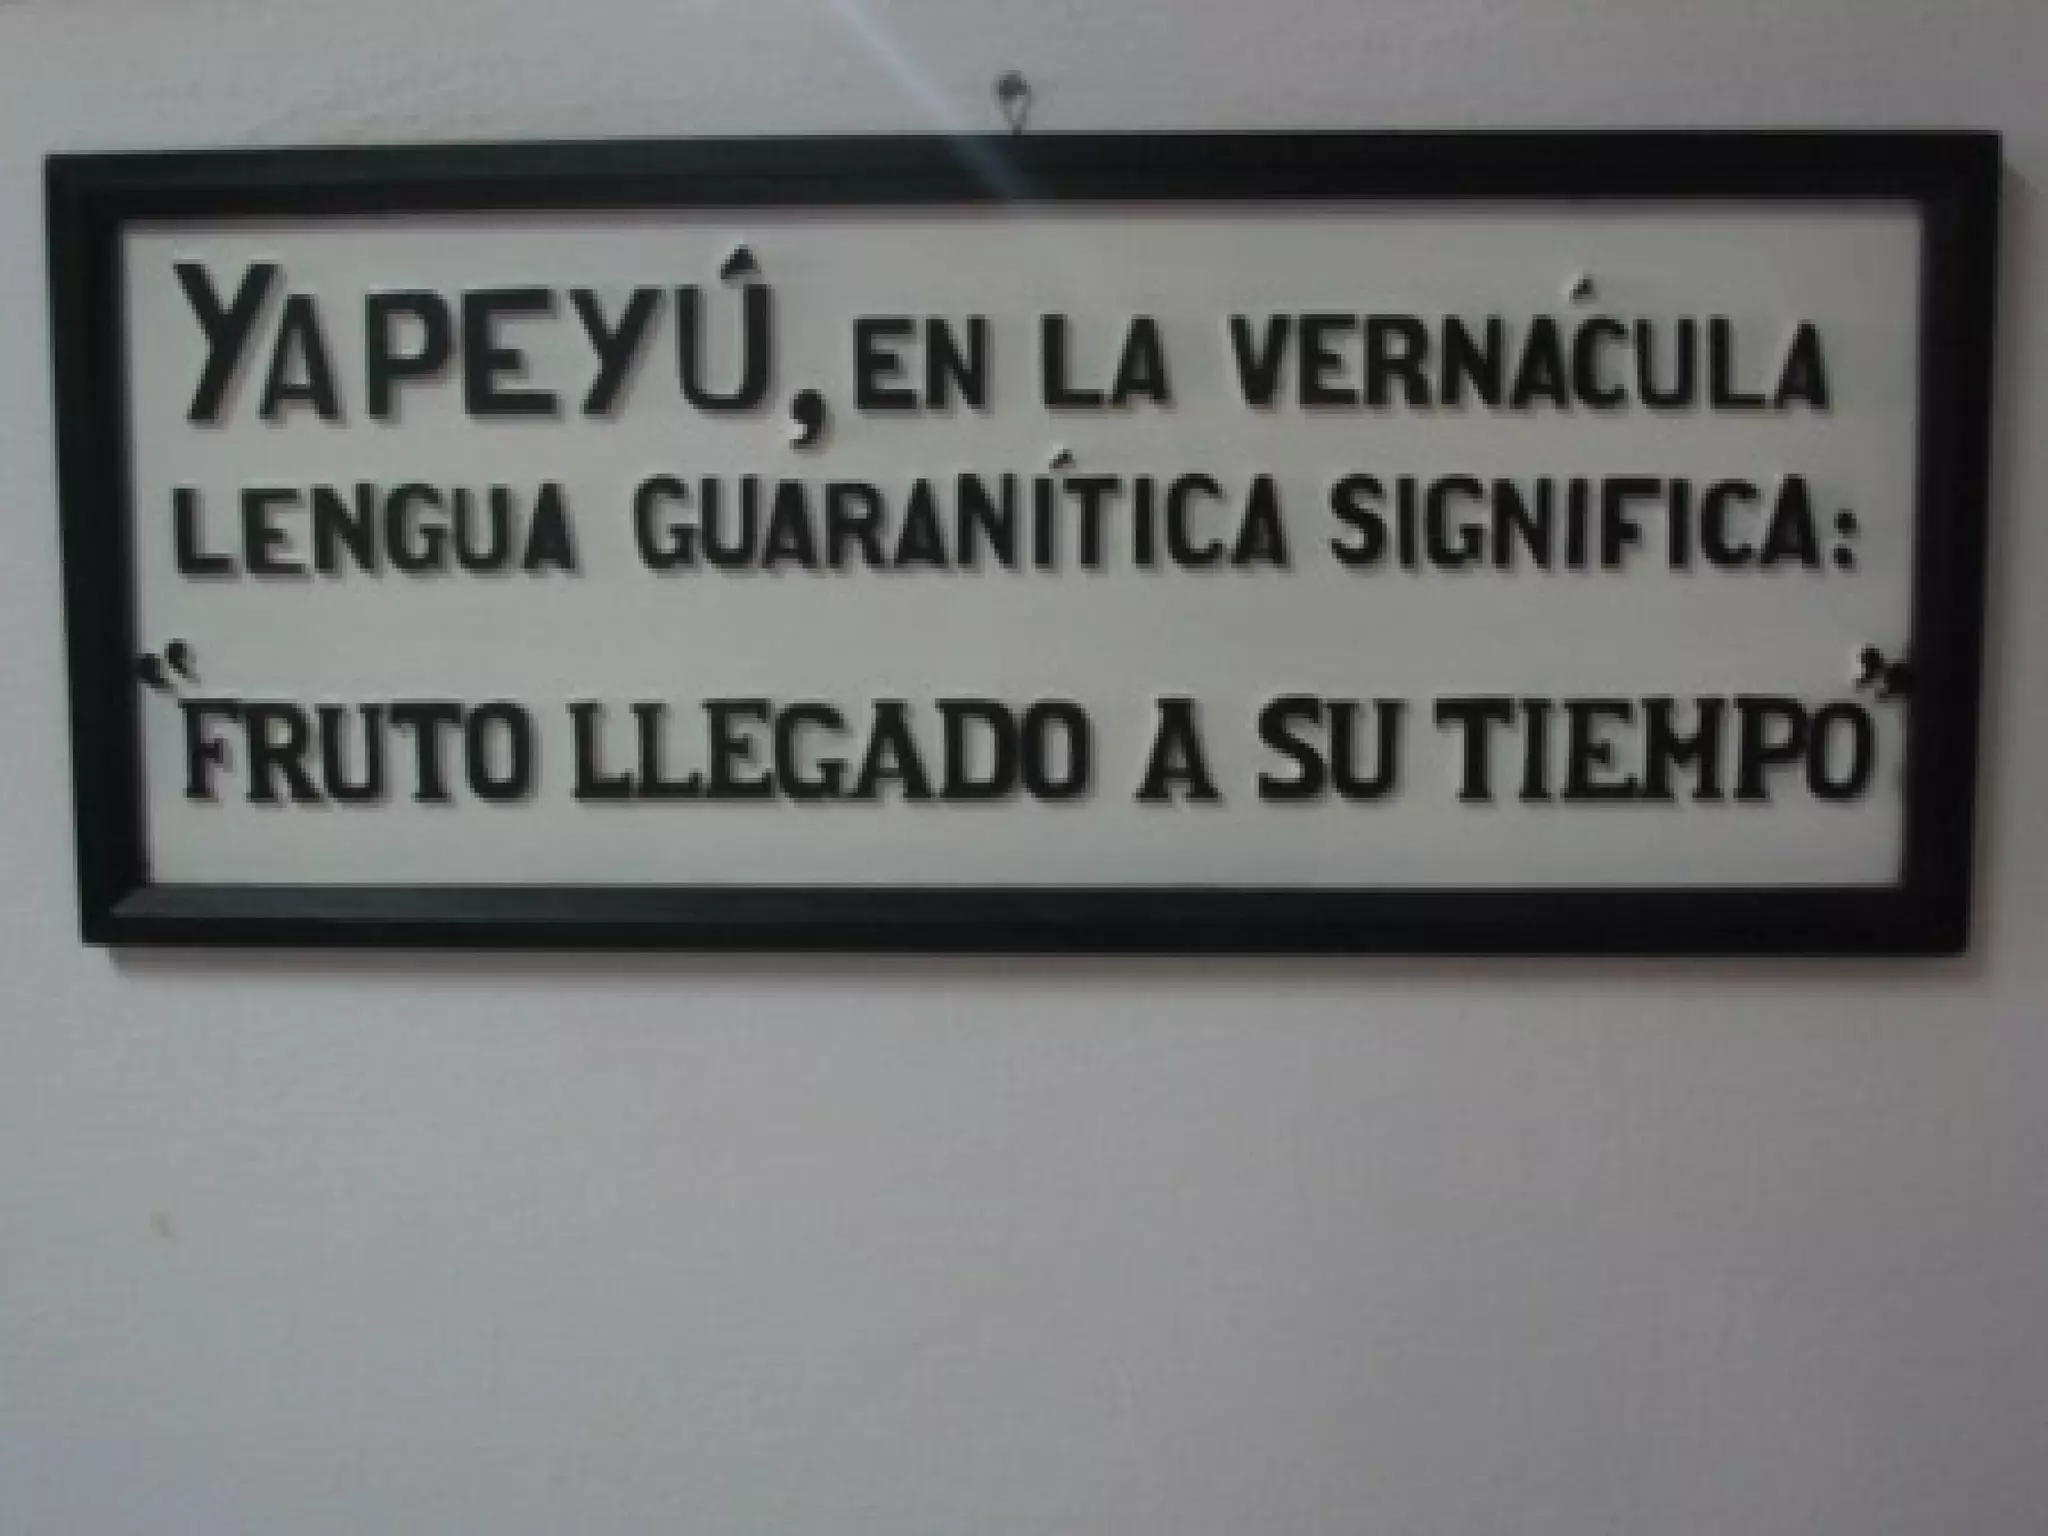 YAPEYÚ, EN LA VERNÁCULA
LENGUA GUARANÍTICA SIGNIFICA:
“FRUTO LLEGADO A SU TIEMPO”